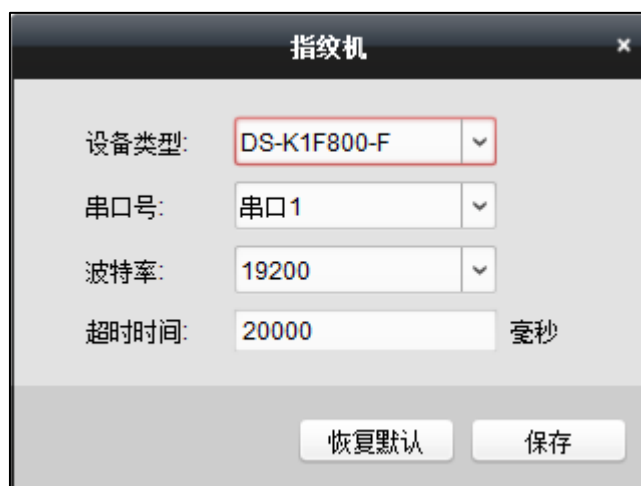 指纹机 ×
设备类型: DS-K1F800-F
串口号: 串口1
波特率: 19200
超时时间: 20000 毫秒
恢复默认 保存